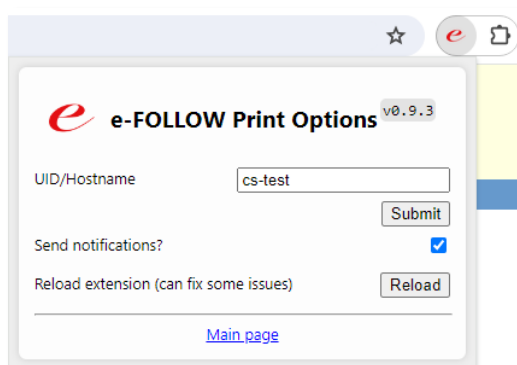 e
e e-FOLLOW Print Options v0.9.3
UID/Hostname cs-test
Submit
Send notifications?
Reload extension (can fix some issues) Reload
Main page